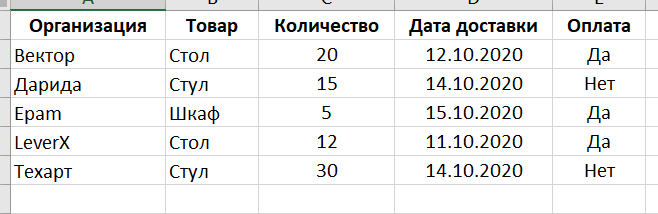 Организация Товар Количество Дата доставки Оплата
Вектор Стол 20 12.10.2020 Да
Дарида Стул 15 14.10.2020 Нет
Epam Шкаф 5 15.10.2020 Да
LeverX Стол 12 11.10.2020 Да
Техарт Стул 30 14.10.2020 Нет